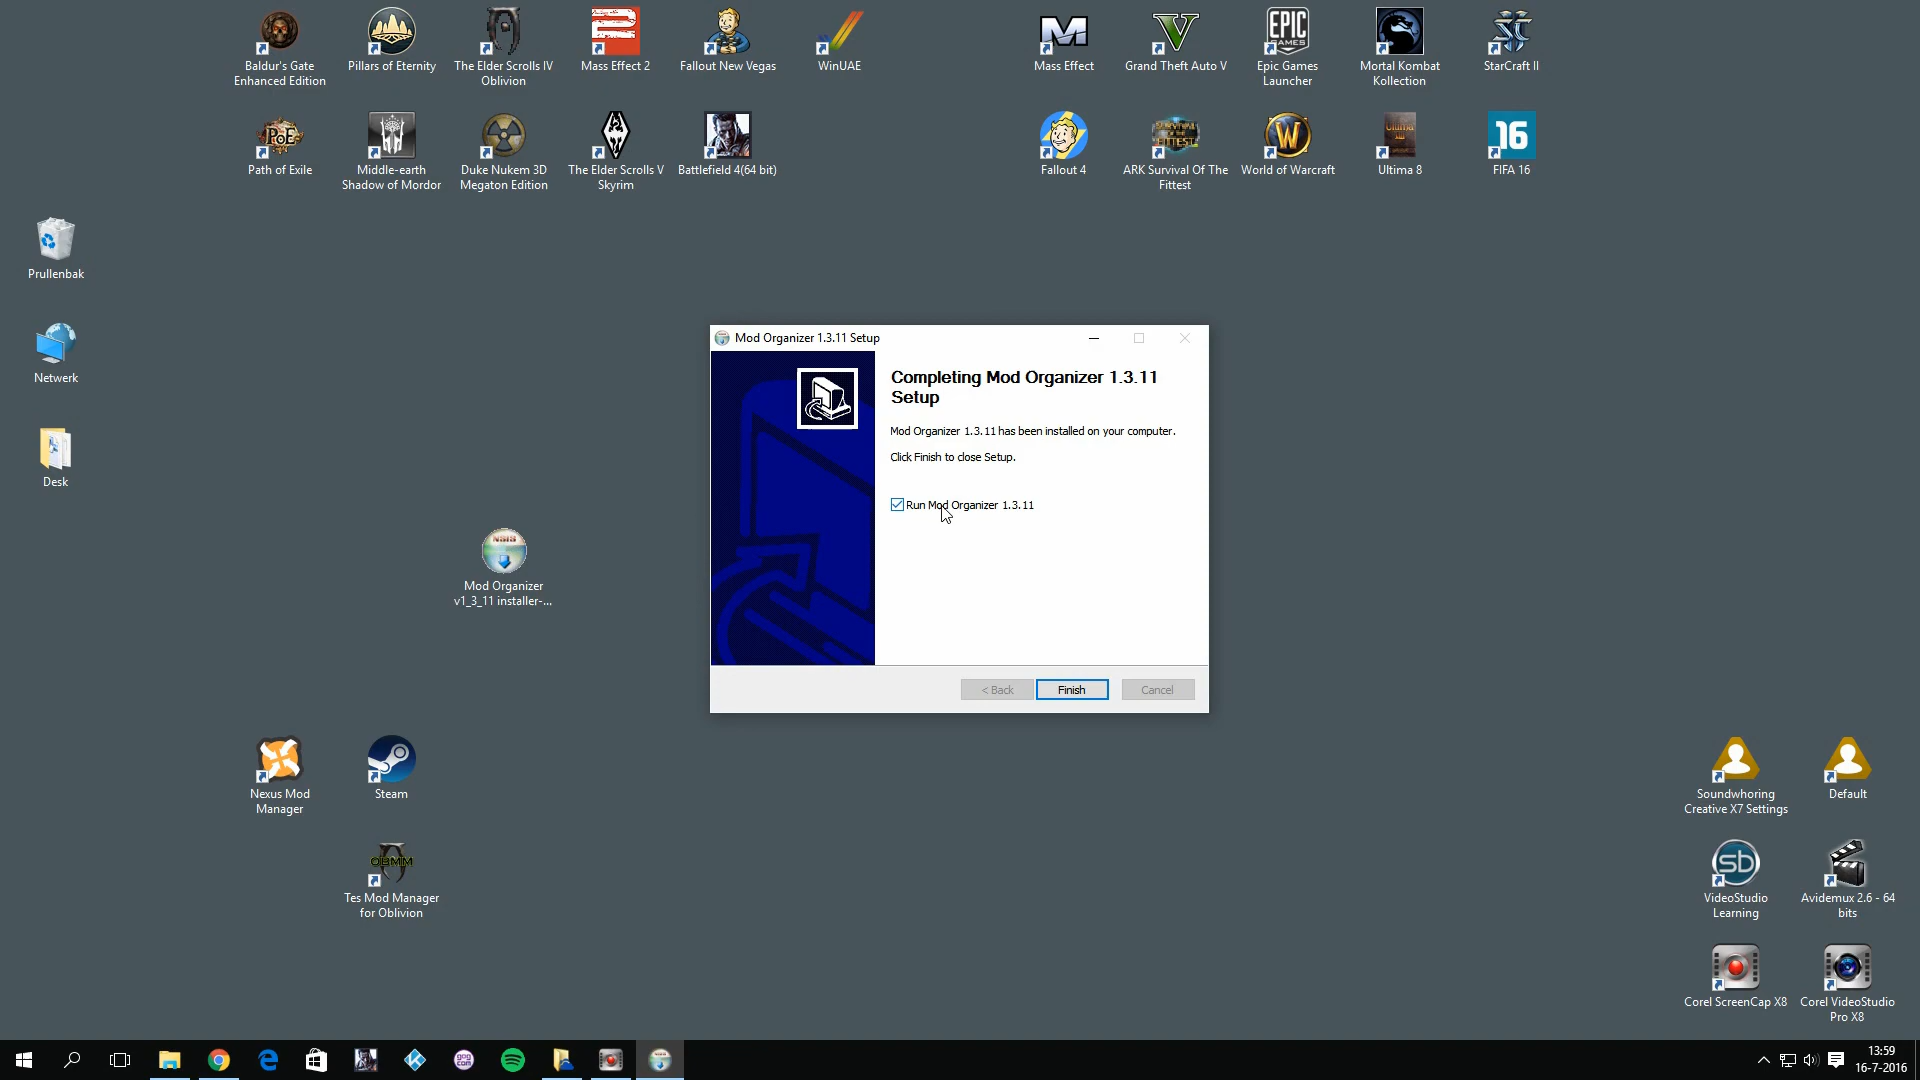 Baldur's Gate
Enhanced Edition
Pillars of Eternity
The Elder Scrolls IV
Oblivion
Mass Effect 2
Fallout New Vegas
WinUAE
Mass Effect
Grand Theft Auto V
EPIC
GAMES
Epic Games
Launcher
Mortal Kombat
Kollection
StarCraft II
PoE
Path of Exile
Middle-earth
Shadow of Mordor
Duke Nukem 3D
Megaton Edition
The Elder Scrolls V
Skyrim
Battlefield 4(64 bit)
Fallout 4
ARK Survival Of The
Fittest
World of Warcraft
Ultima 8
16
FIFA 16
Prullenbak
Netwerk
Desk
NSIS
Mod Organizer
v1_3_11 installer-...
Mod Organizer 1.3.11 Setup
Completing Mod Organizer 1.3.11
Setup
Mod Organizer 1.3.11 has been installed on your computer.
Click Finish to close Setup.
Run Mod Organizer 1.3.11
< Back
Finish
Cancel
Nexus Mod
Manager
Steam
OBMM
Tes Mod Manager
for Oblivion
Soundwhoring
Creative X7 Settings
Default
sb
VideoStudio
Learning
Avidemux 2.6 - 64
bits
Corel ScreenCap X8
Corel VideoStudio
Pro X8
13:59
16-7-2016